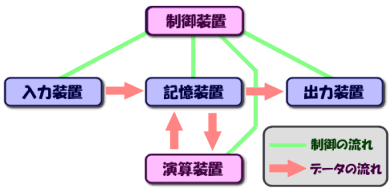 制御装置
入力装置
記憶装置
出力装置
演算装置
制御の流れ
データの流れ